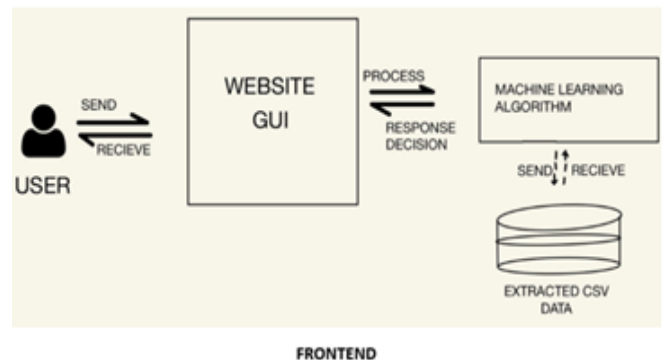 SEND
RECIEVE
USER
WEBSITE
GUI
PROCESS
RESPONSE
DECISION
MACHINE LEARNING
ALGORITHM
SEND
RECIEVE
EXTRACTED CSV
DATA
FRONTEND